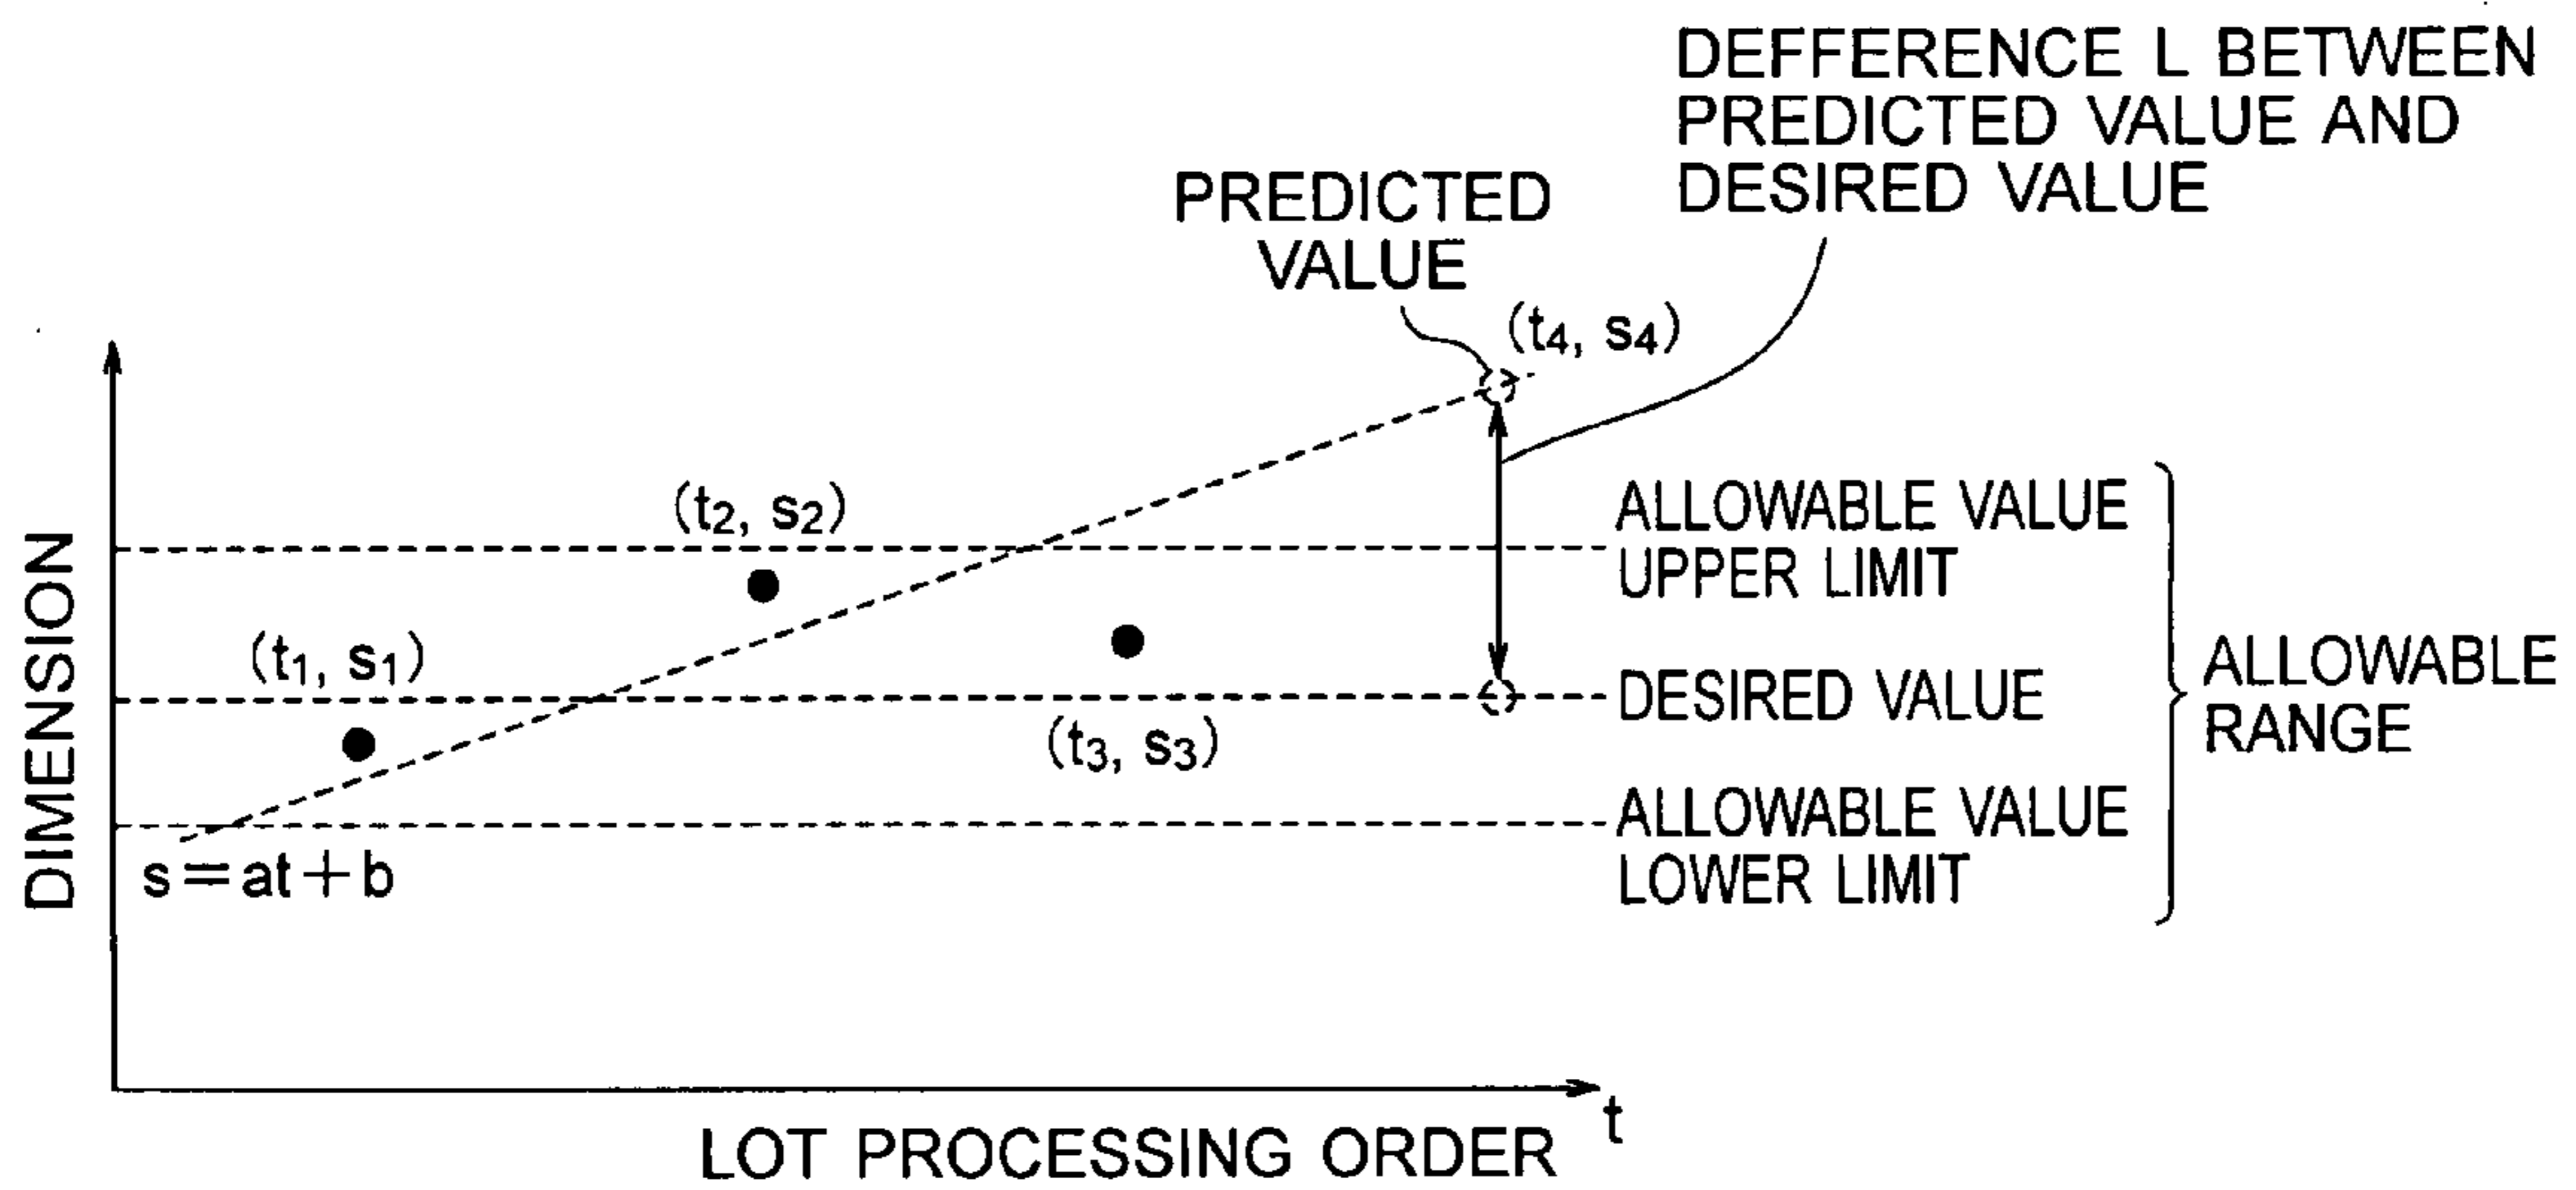 DEFFERENCE L BETWEEN
PREDICTED VALUE AND
DESIRED VALUE
PREDICTED
VALUE
(t4, s4)
(t2, s2)
ALLOWABLE VALUE
UPPER LIMIT
(t1, s1)
DESIRED VALUE
ALLOWABLE
RANGE
(t3, s3)
ALLOWABLE VALUE
LOWER LIMIT
s=at+b
DIMENSION
t
LOT PROCESSING ORDER